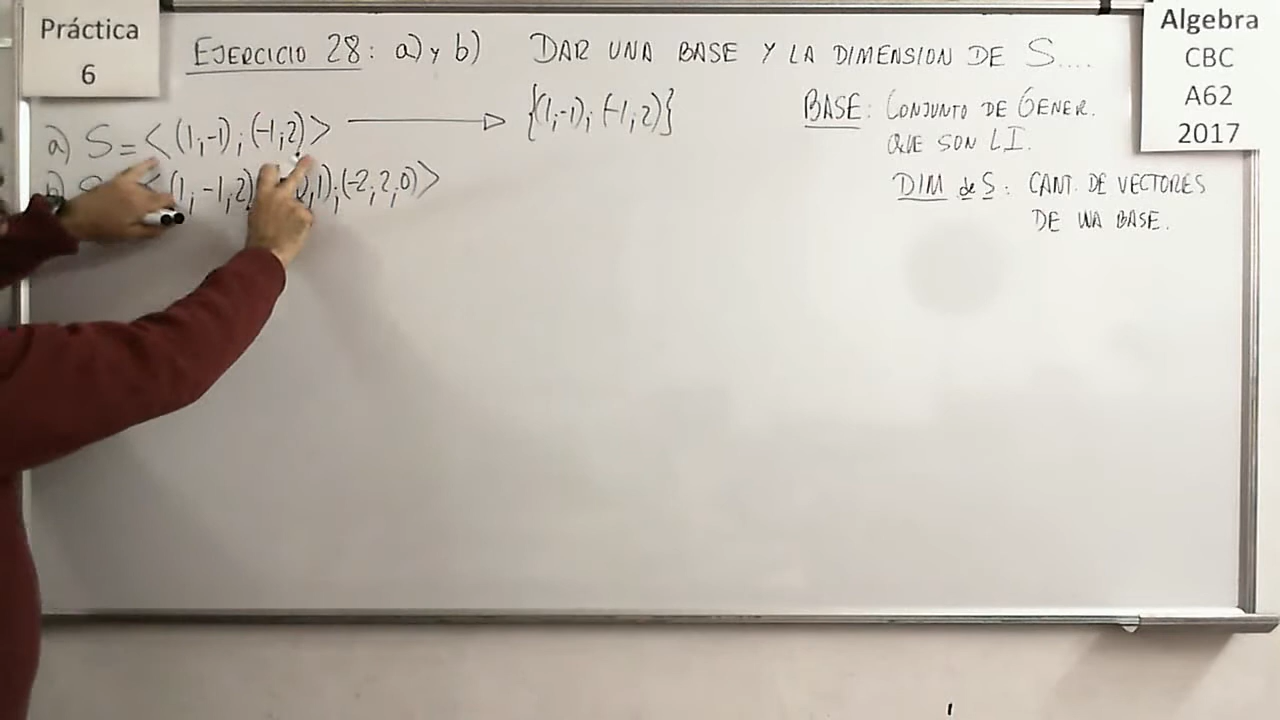 Práctica
6
EJERCICIO 28: a) y b) DAR UNA BASE Y LA DIMENSION DE S....
Algebra
CBC
A62
2017
a) S = <(1,-1);(-1,2)> {(1,-1);(-1,2)}
b) <(1,-1,2) ,1);(-2,2,0)>
BASE: CONJUNTO DE GENER.
QUE SON LI.
DIM de S: CANT. DE VECTORES
DE UNA BASE.